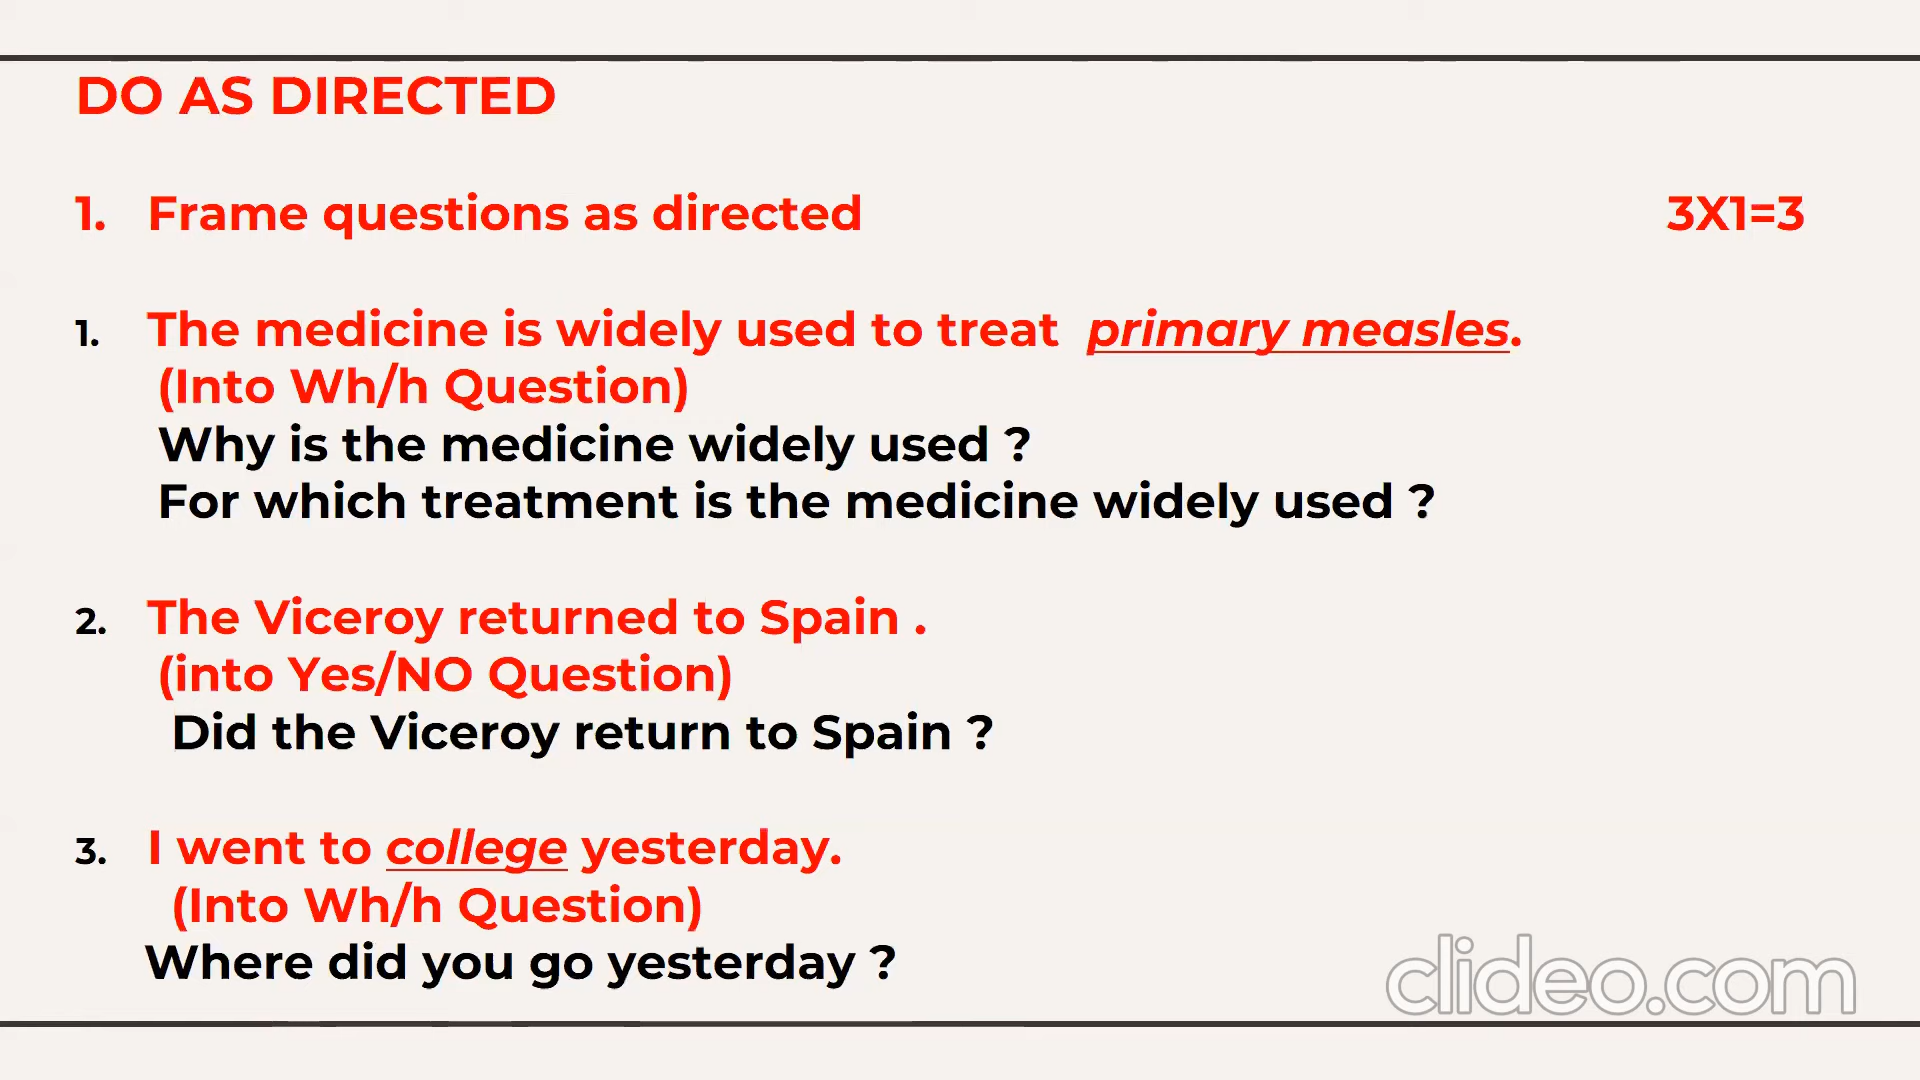 DO AS DIRECTED
1. Frame questions as directed 3X1=3
1. The medicine is widely used to treat primary measles.
(Into Wh/h Question)
Why is the medicine widely used ?
For which treatment is the medicine widely used ?
2. The Viceroy returned to Spain .
(into Yes/NO Question)
Did the Viceroy return to Spain ?
3. I went to college yesterday.
(Into Wh/h Question)
Where did you go yesterday ?
clideo.com